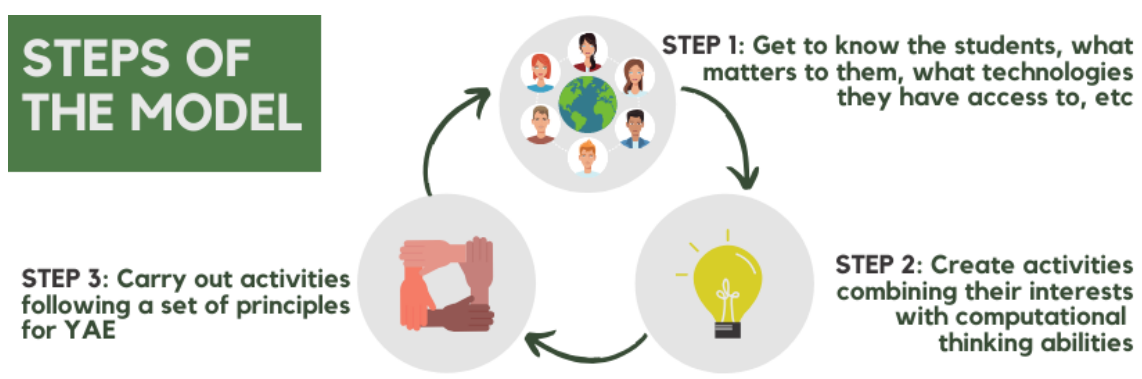 STEPS OF
THE MODEL
STEP 1: Get to know the students, what
matters to them, what technologies
they have access to, etc
STEP 2: Create activities
combining their interests
with computational
thinking abilities
STEP 3: Carry out activities
following a set of principles
for YAE